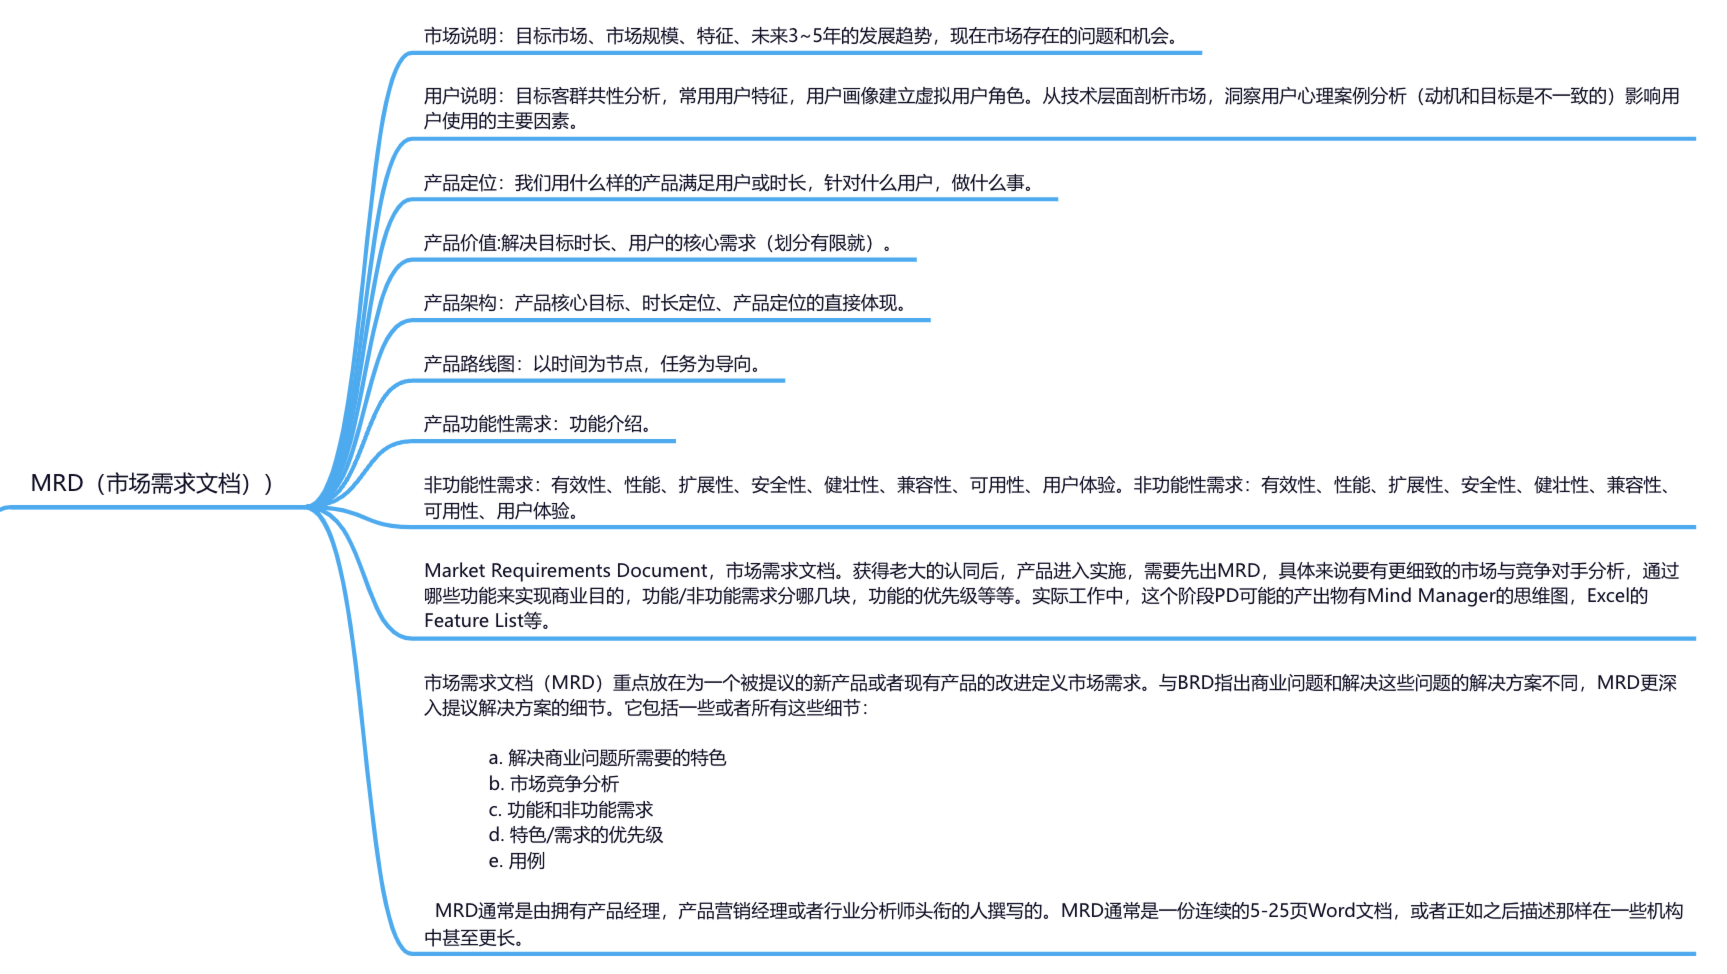 市场说明：目标市场、市场规模、特征、未来3~5年的发展趋势，现在市场存在的问题和机会。
用户说明：目标客群共性分析，常用用户特征，用户画像建立虚拟用户角色。从技术层面剖析市场，洞察用户心理案例分析（动机和目标是不一致的）影响用
户使用的主要因素。
产品定位：我们用什么样的产品满足用户或时长，针对什么用户，做什么事。
产品价值:解决目标时长、用户的核心需求（划分有限就）。
产品架构：产品核心目标、时长定位、产品定位的直接体现。
产品路线图：以时间为节点，任务为导向。
产品功能性需求：功能介绍。
MRD（市场需求文档））
非功能性需求：有效性、性能、扩展性、安全性、健壮性、兼容性、可用性、用户体验。非功能性需求：有效性、性能、扩展性、安全性、健壮性、兼容性、
可用性、用户体验。
Market Requirements Document，市场需求文档。获得老大的认同后，产品进入实施，需要先出MRD，具体来说要有更细致的市场与竞争对手分析，通过
哪些功能来实现商业目的，功能/非功能需求分哪几块，功能的优先级等等。实际工作中，这个阶段PD可能的产出物有Mind Manager的思维图，Excel的
Feature List等。
市场需求文档（MRD）重点放在为一个被提议的新产品或者现有产品的改进定义市场需求。与BRD指出商业问题和解决这些问题的解决方案不同，MRD更深
入提议解决方案的细节。它包括一些或者所有这些细节：
a. 解决商业问题所需要的特色
b. 市场竞争分析
c. 功能和非功能需求
d. 特色/需求的优先级
e. 用例
MRD通常是由拥有产品经理，产品营销经理或者行业分析师头衔的人撰写的。MRD通常是一份连续的5-25页Word文档，或者正如之后描述那样在一些机构
中甚至更长。